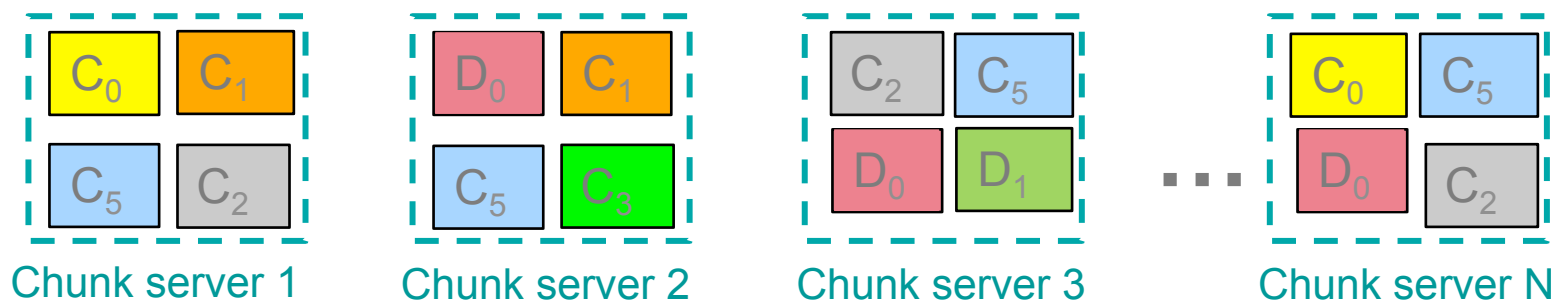 C₀ C₁ D₀ C₁ C₂ C₅ C₀ C₅
C₅ C₂ C₅ C₃ D₀ D₁ ... D₀ C₂
Chunk server 1 Chunk server 2 Chunk server 3 Chunk server N